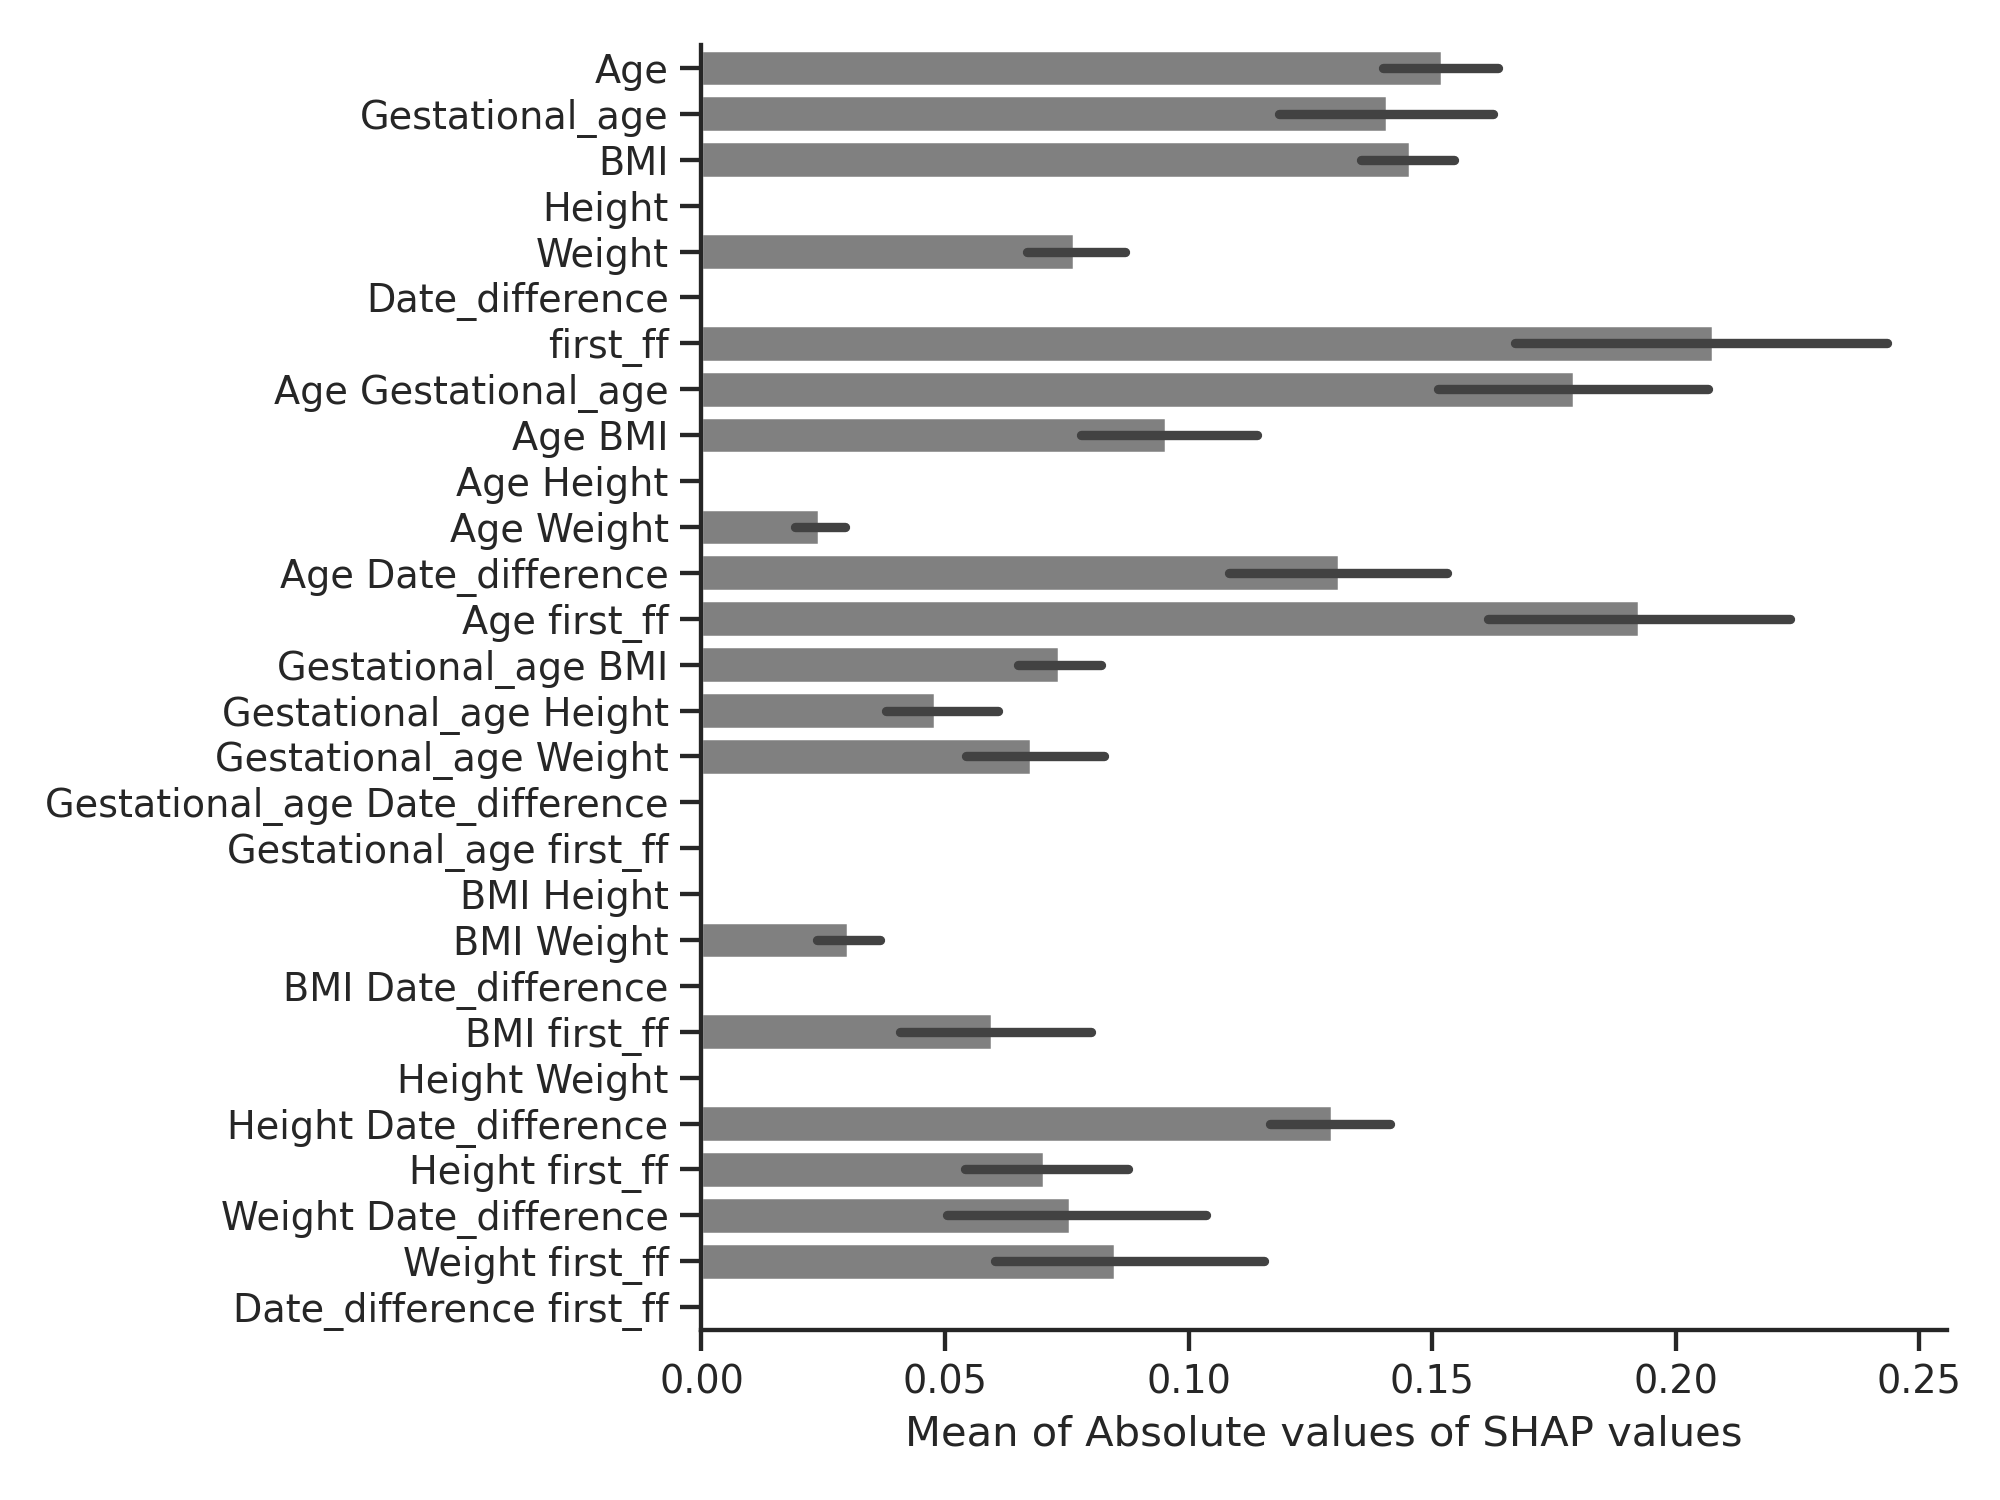 Age
Gestational_age
BMI
Height
Weight
Date_difference
first_ff
Age Gestational_age
Age BMI
Age Height
Age Weight
Age Date_difference
Age first_ff
Gestational_age BMI
Gestational_age Height
Gestational_age Weight
Gestational_age Date_difference
Gestational_age first_ff
BMI Height
BMI Weight
BMI Date_difference
BMI first_ff
Height Weight
Height Date_difference
Height first_ff
Weight Date_difference
Weight first_ff
Date_difference first_ff
0.00 0.05 0.10 0.15 0.20 0.25
Mean of Absolute values of SHAP values